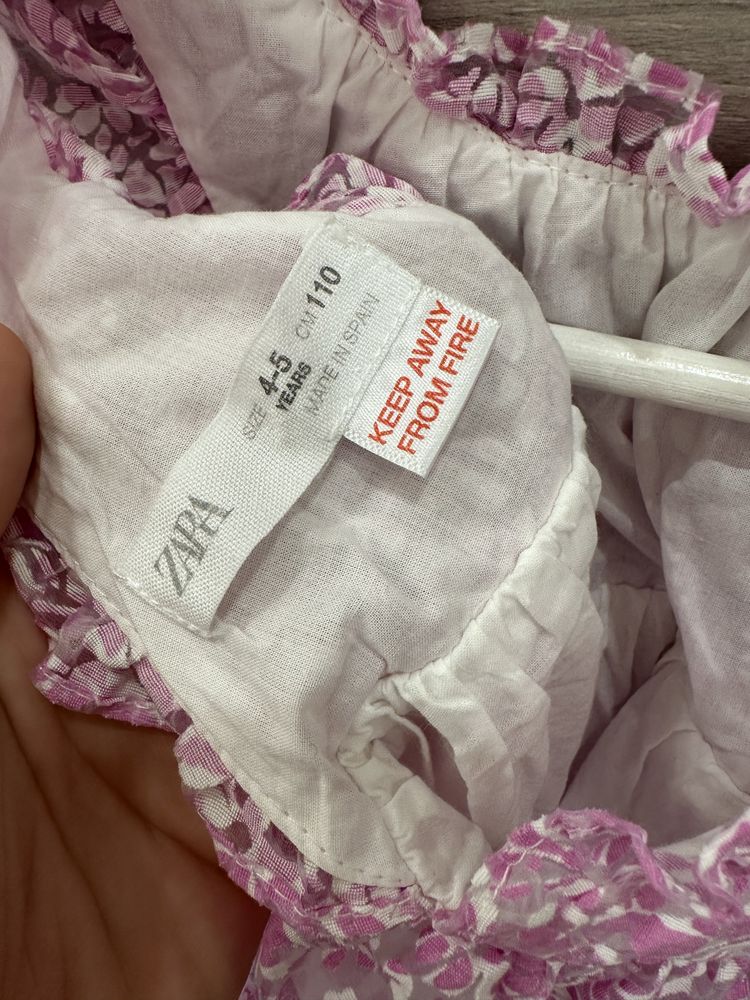 ZARA
SIZE 4-5 CM 110
YEARS
MADE IN SPAIN
KEEP AWAY
FROM FIRE